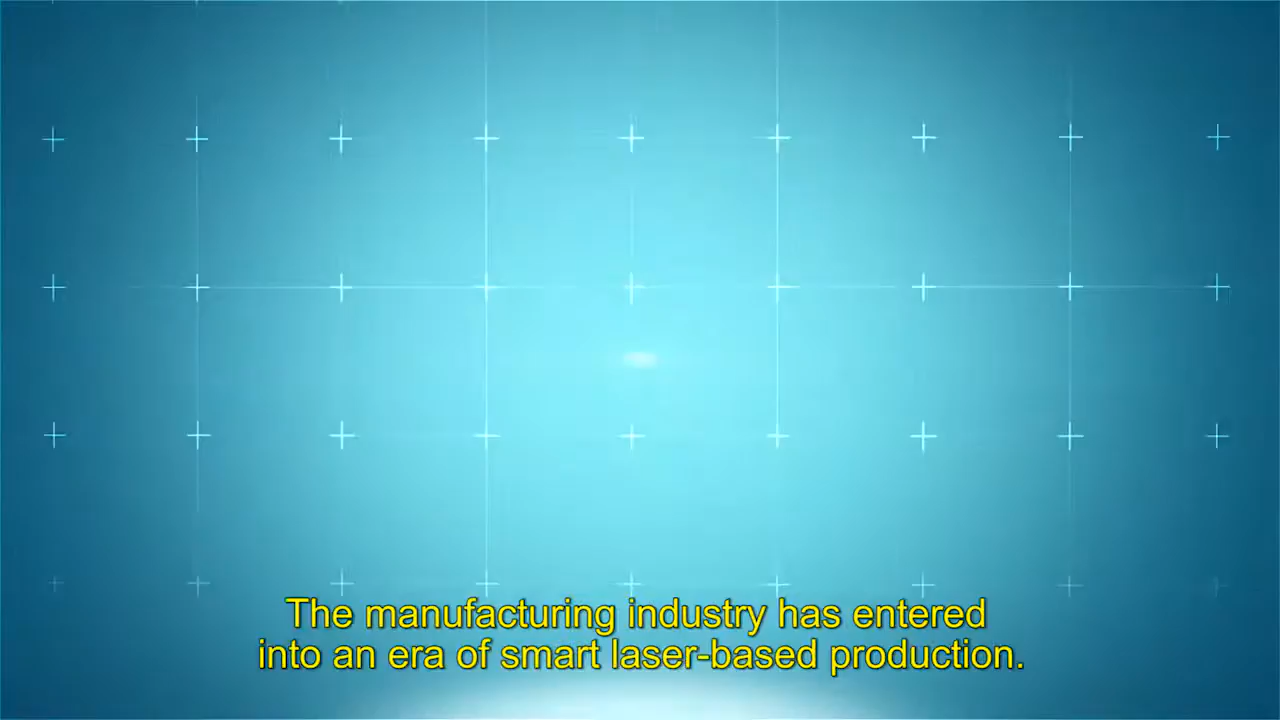 The manufacturing industry has entered
into an era of smart laser-based production.